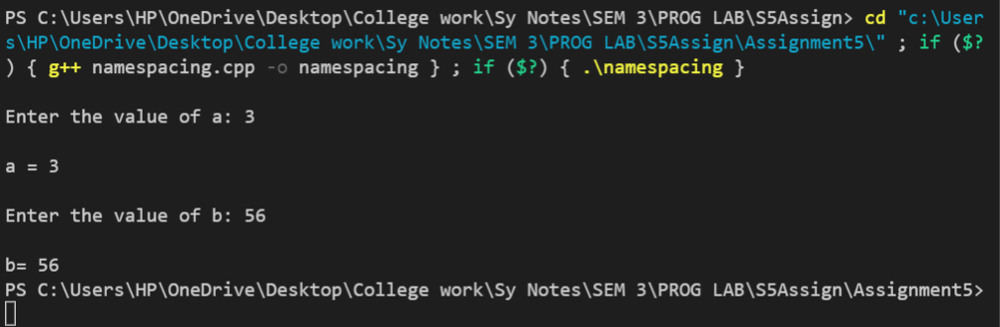 PS C:\Users\HP\OneDrive\Desktop\College work\Sy Notes\SEM 3\PROG LAB\S5Assign> cd "c:\User
s\HP\OneDrive\Desktop\College work\Sy Notes\SEM 3\PROG LAB\S5Assign\Assignment5\" ; if ($?
) { g++ namespacing.cpp -o namespacing } ; if ($?) { .\namespacing }
Enter the value of a: 3
a = 3
Enter the value of b: 56
b= 56
PS C:\Users\HP\OneDrive\Desktop\College work\Sy Notes\SEM 3\PROG LAB\S5Assign\Assignment5>